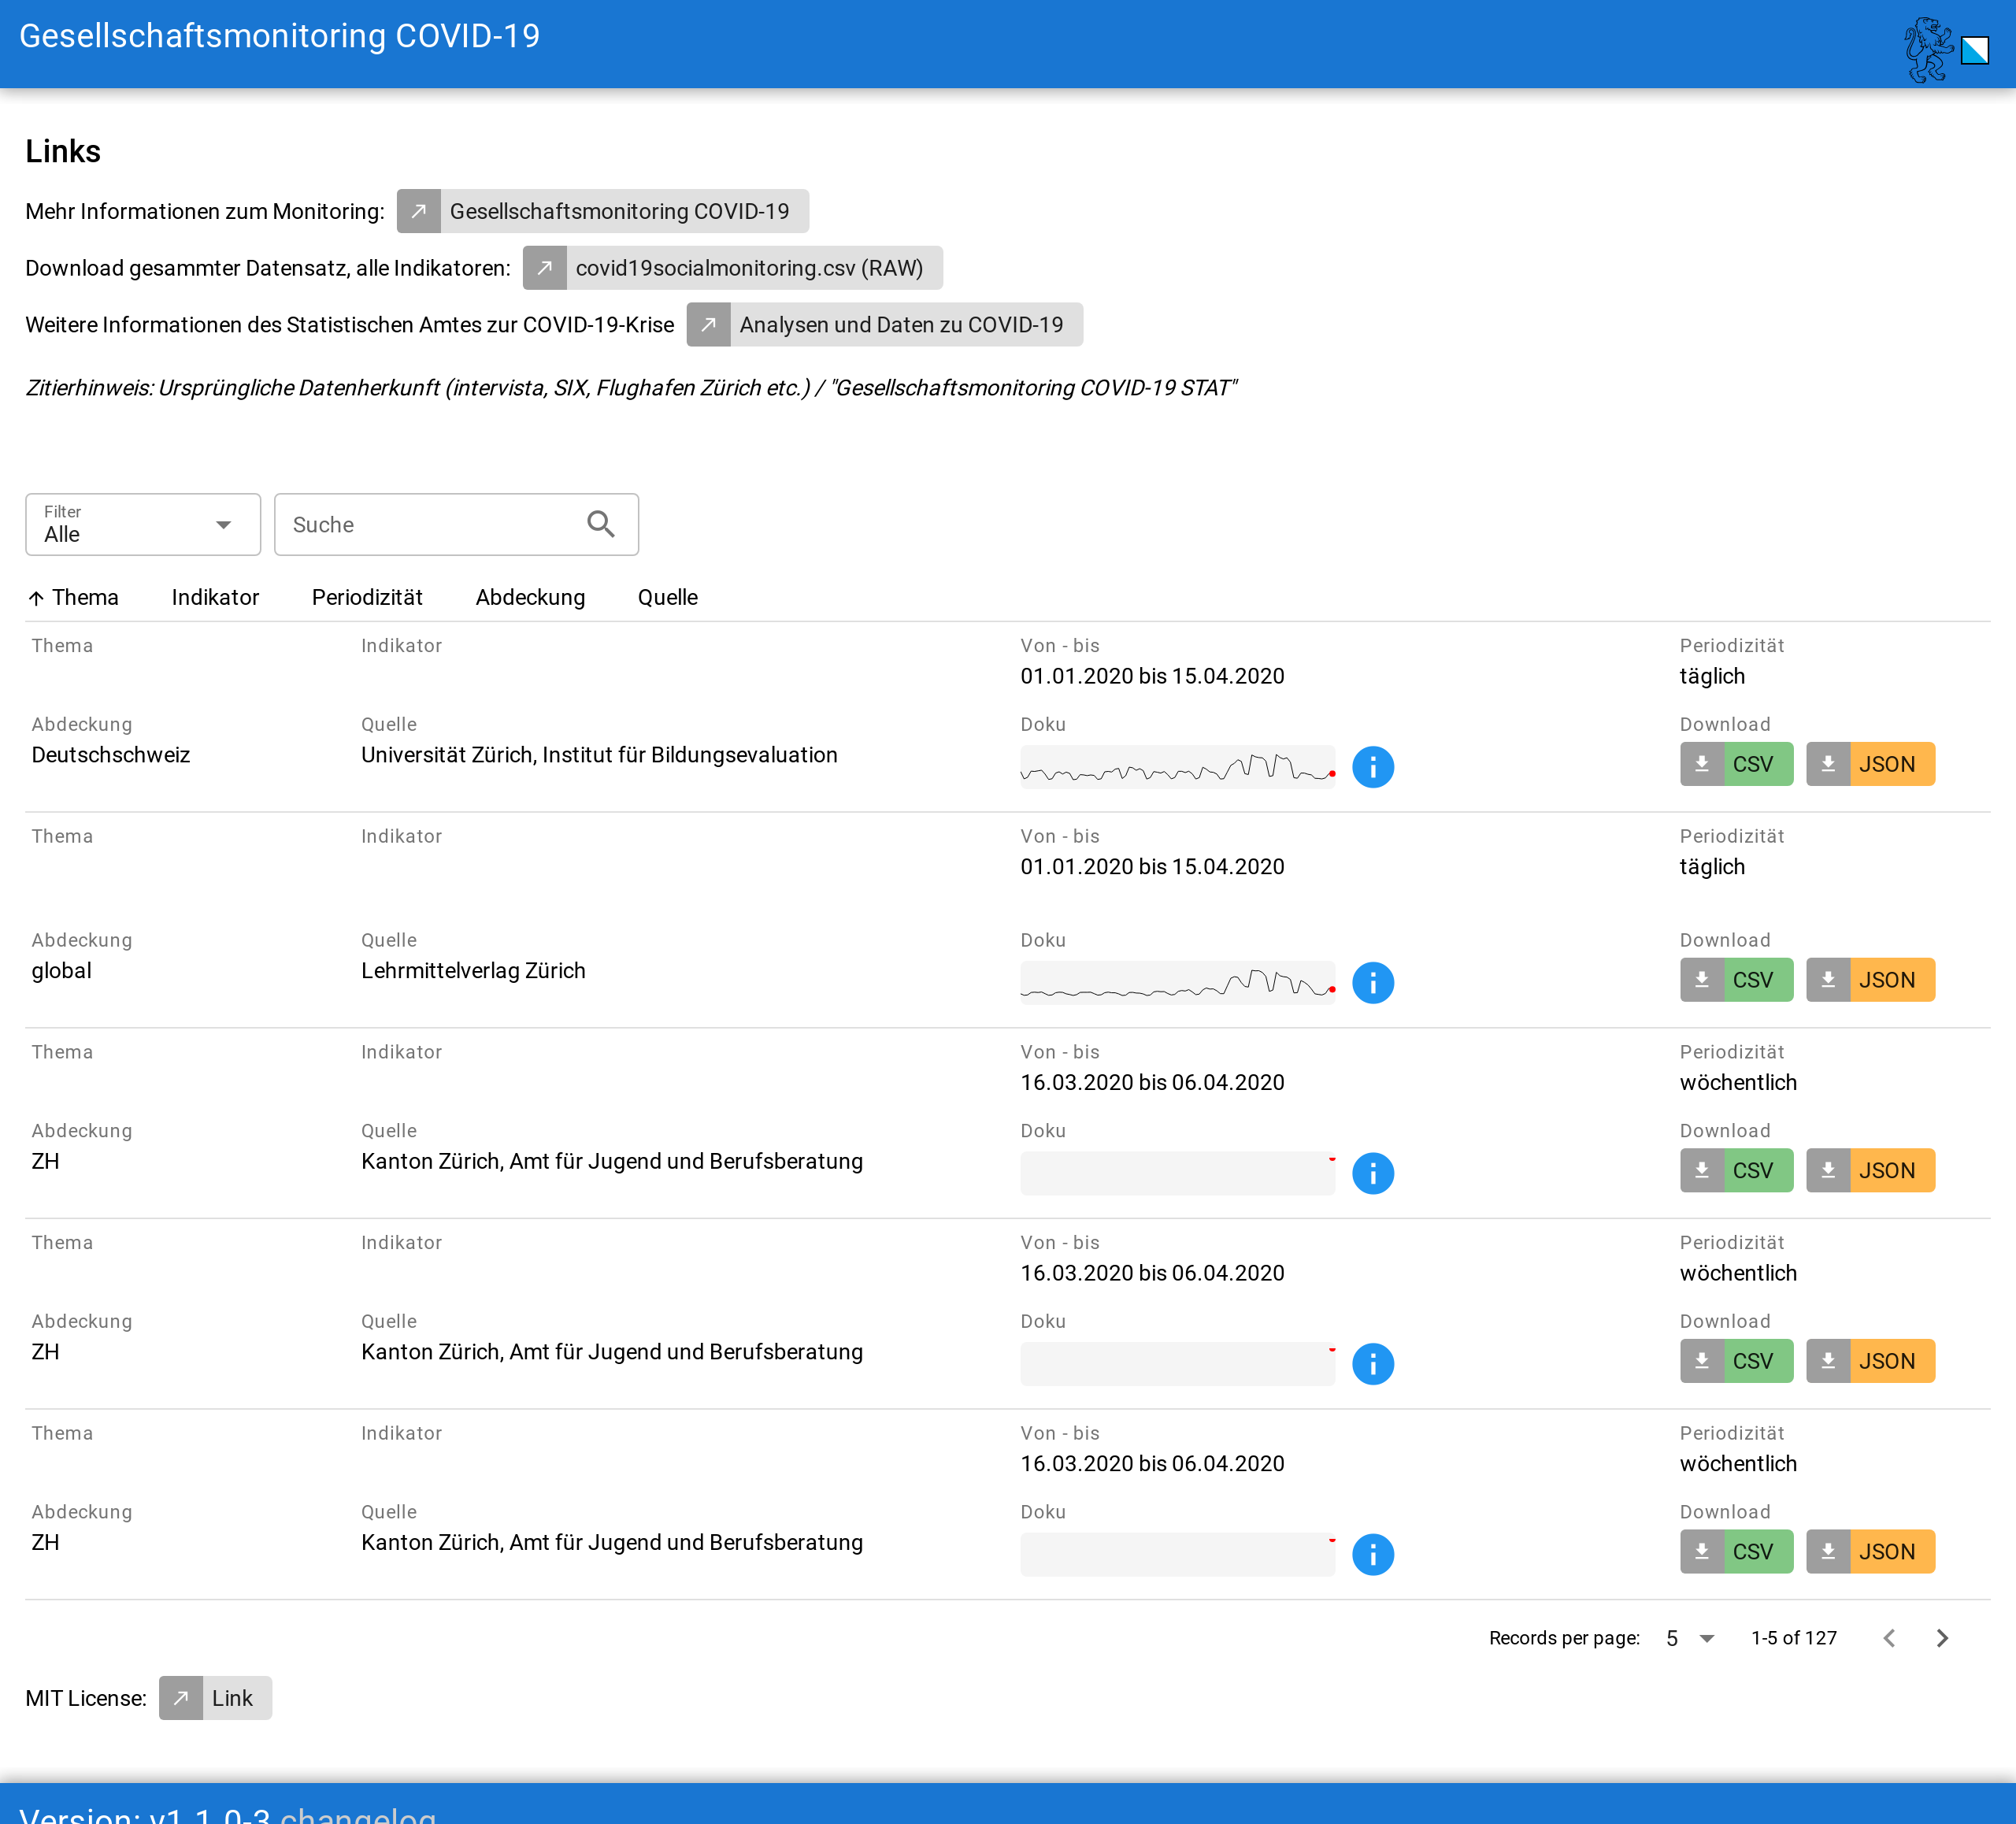 Gesellschaftsmonitoring COVID-19
Links
Mehr Informationen zum Monitoring: Gesellschaftsmonitoring COVID-19
Download gesammter Datensatz, alle Indikatoren: covid19socialmonitoring.csv (RAW)
Weitere Informationen des Statistischen Amtes zur COVID-19-Krise Analysen und Daten zu COVID-19
Zitierhinweis: Ursprüngliche Datenherkunft (intervista, SIX, Flughafen Zürich etc.) / "Gesellschaftsmonitoring COVID-19 STAT"
Filter
Alle
Suche
Thema Indikator Periodizität Abdeckung Quelle
Thema Indikator Von - bis Periodizität
01.01.2020 bis 15.04.2020 täglich
Abdeckung Quelle Doku Download
Deutschschweiz Universität Zürich, Institut für Bildungsevaluation CSV JSON
Thema Indikator Von - bis Periodizität
01.01.2020 bis 15.04.2020 täglich
Abdeckung Quelle Doku Download
global Lehrmittelverlag Zürich CSV JSON
Thema Indikator Von - bis Periodizität
16.03.2020 bis 06.04.2020 wöchentlich
Abdeckung Quelle Doku Download
ZH Kanton Zürich, Amt für Jugend und Berufsberatung CSV JSON
Thema Indikator Von - bis Periodizität
16.03.2020 bis 06.04.2020 wöchentlich
Abdeckung Quelle Doku Download
ZH Kanton Zürich, Amt für Jugend und Berufsberatung CSV JSON
Thema Indikator Von - bis Periodizität
16.03.2020 bis 06.04.2020 wöchentlich
Abdeckung Quelle Doku Download
ZH Kanton Zürich, Amt für Jugend und Berufsberatung CSV JSON
Records per page: 5 1-5 of 127
MIT License: Link
Version: v1.1.0-3 changelog